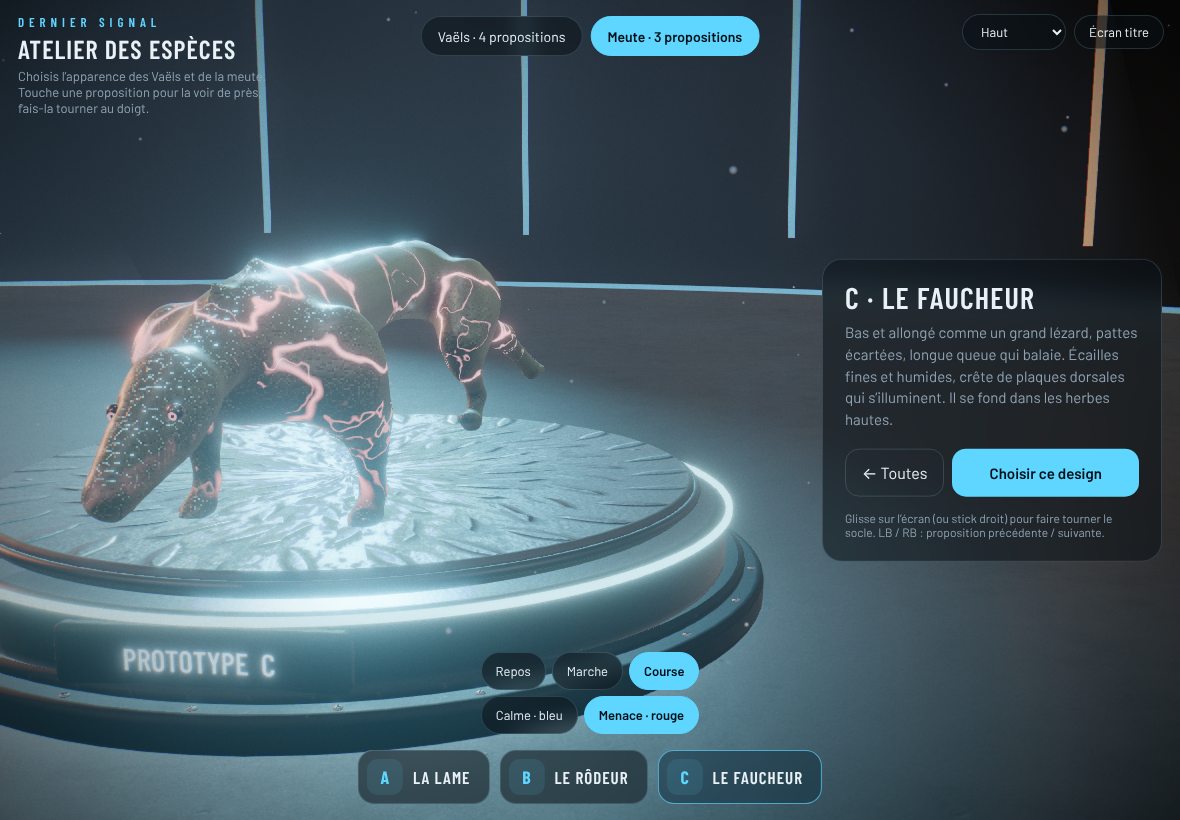 DERNIER SIGNAL
ATELIER DES ESPÈCES
Choisis l'apparence des Vaëls et de la meute.
Touche une proposition pour la voir de près,
fais-la tourner au doigt.
Vaëls · 4 propositions
Meute · 3 propositions
Haut
Écran titre
C · LE FAUCHEUR
Bas et allongé comme un grand lézard, pattes
écartées, longue queue qui balaie. Écailles
fines et humides, crête de plaques dorsales
qui s'illuminent. Il se fond dans les herbes
hautes.
← Toutes
Choisir ce design
Glisse sur l'écran (ou stick droit) pour faire tourner le
socle. LB / RB : proposition précédente / suivante.
PROTOTYPE C
Repos
Marche
Course
Calme · bleu
Menace · rouge
A LA LAME
B LE RÔDEUR
C LE FAUCHEUR